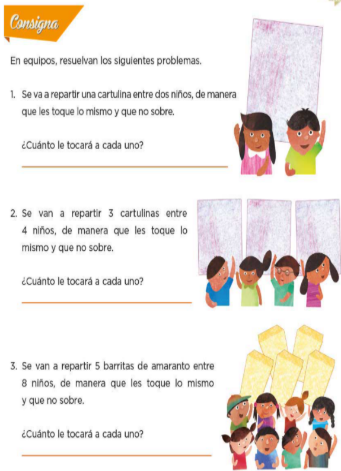 Consigna
En equipos, resuelvan los siguientes problemas.
1. Se va a repartir una cartulina entre dos niños, de manera
que les toque lo mismo y que no sobre.
¿Cuánto le tocará a cada uno?
2. Se van a repartir 3 cartulinas entre
4 niños, de manera que les toque lo
mismo y que no sobre.
¿Cuánto le tocará a cada uno?
3. Se van a repartir 5 barritas de amaranto entre
8 niños, de manera que les toque lo mismo
y que no sobre.
¿Cuánto le tocará a cada uno?